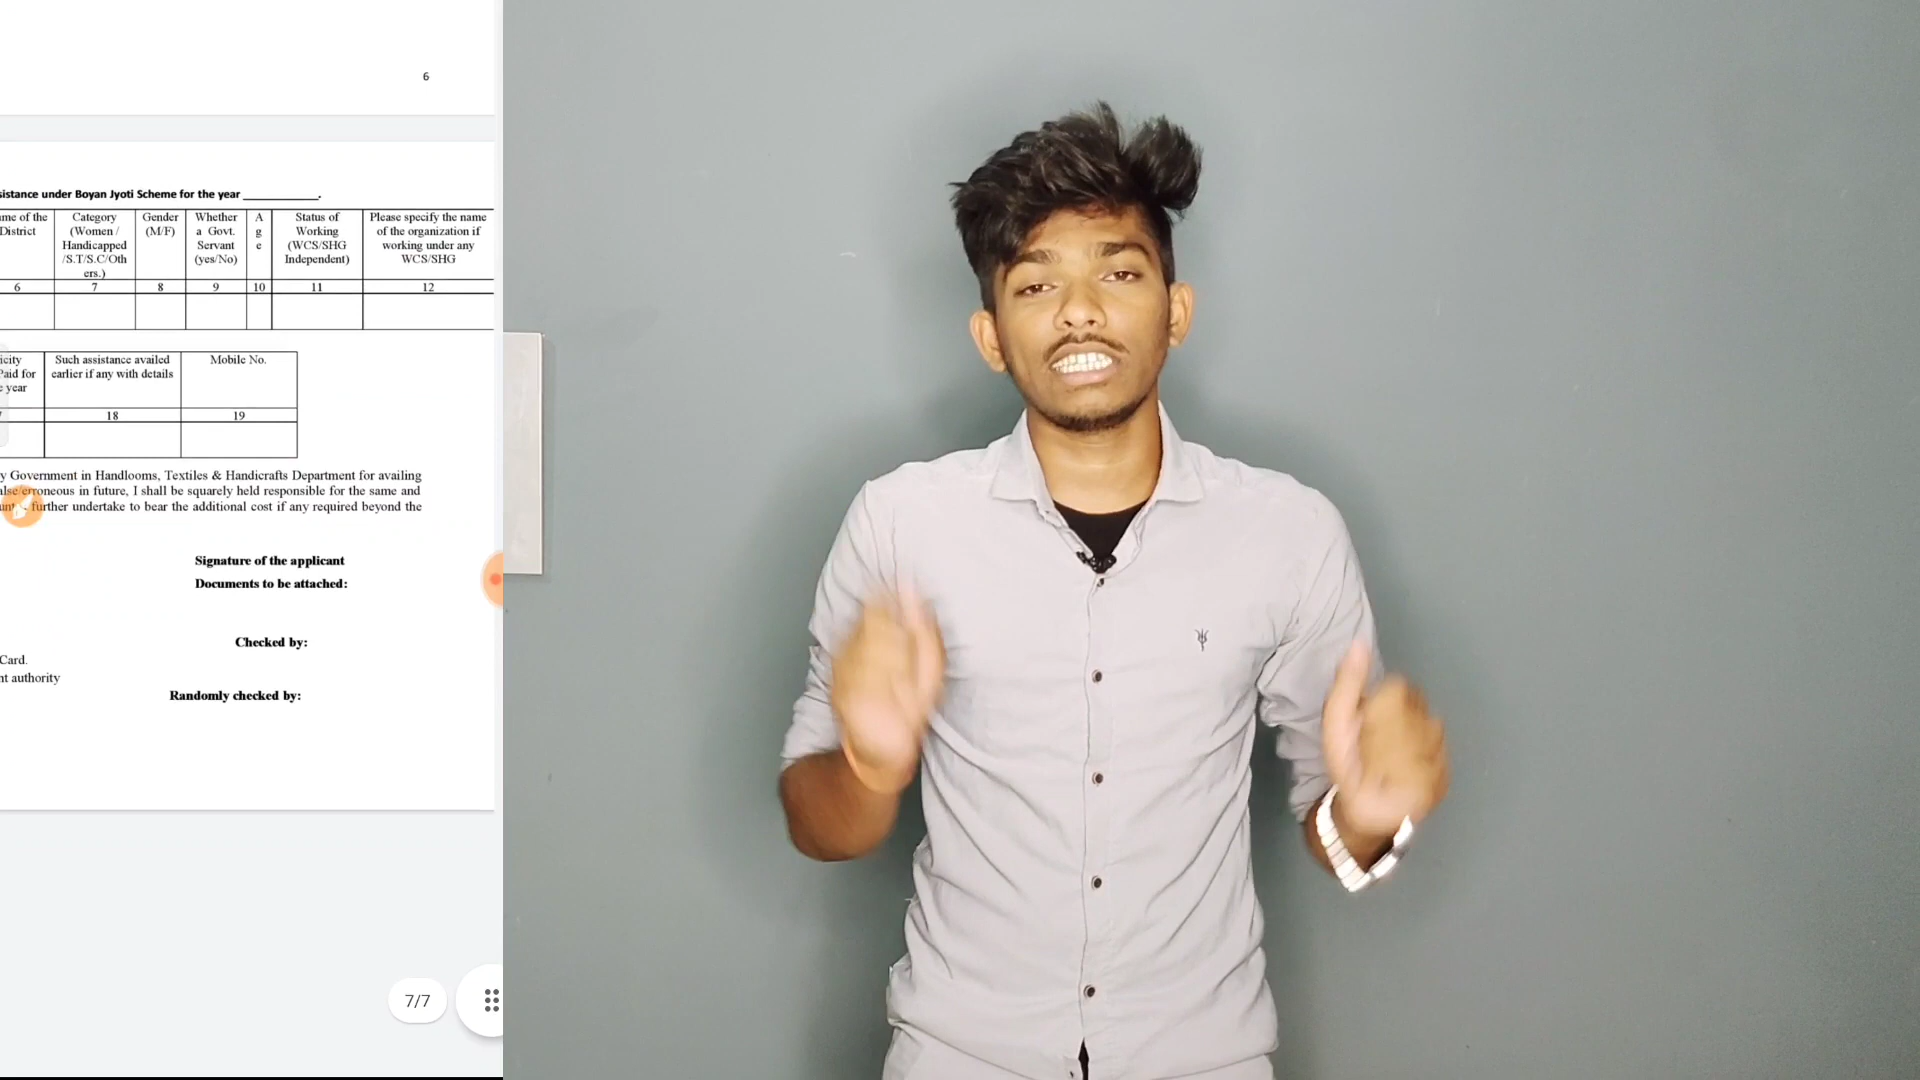 6
sistance under Boyan Jyoti Scheme for the year ____________.
me of the
District
Category
(Women /
Handicapped
/S.T/S.C/Oth
ers.)
Gender
(M/F)
Whether
a Govt.
Servant
(yes/No)
A
g
e
Status of
Working
(WCS/SHG
Independent)
Please specify the name
of the organization if
working under any
WCS/SHG
6 7 8 9 10 11 12
icity
Paid for
e year
Such assistance availed
earlier if any with details
Mobile No.
18 19
y Government in Handlooms, Textiles & Handicrafts Department for availing
alse/erroneous in future, I shall be squarely held responsible for the same and
further undertake to bear the additional cost if any required beyond the
Signature of the applicant
Documents to be attached:
Checked by:
Card.
nt authority
Randomly checked by:
7/7